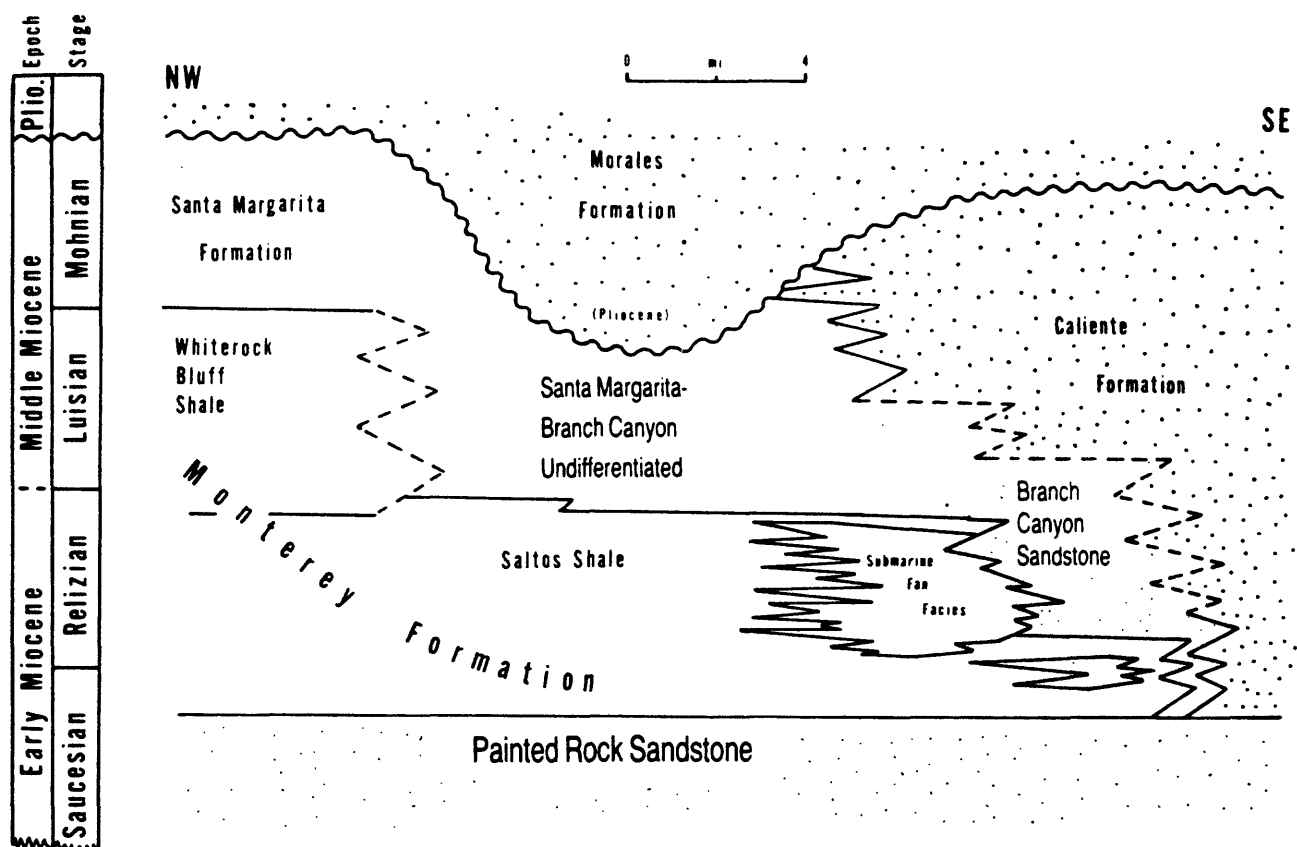 Epoch
Stage
Plio.
Middle Miocene
Early Miocene
Mohnian
Luisian
Relizian
Saucesian
NW
0 mi 4
SE
Morales
Formation
(Pliocene)
Santa Margarita
Formation
Whiterock
Bluff
Shale
Caliente
Formation
Santa Margarita-
Branch Canyon
Undifferentiated
Branch
Canyon
Sandstone
Monterey Formation
Saltos Shale
Submarine
Fan
Facies
Painted Rock Sandstone